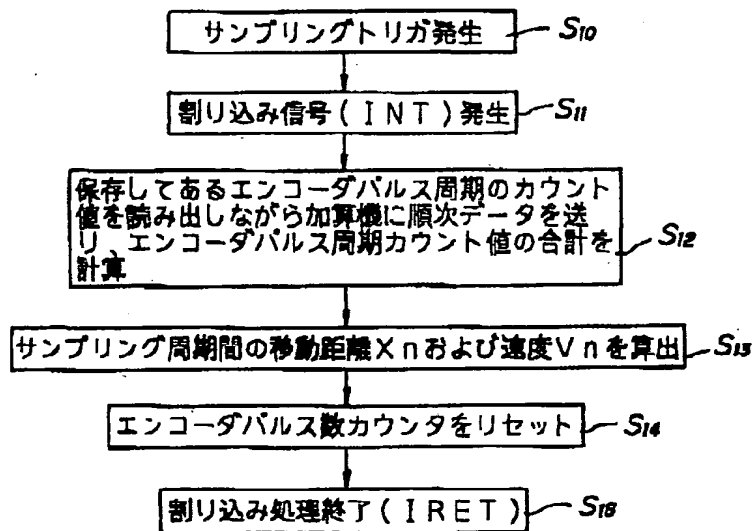 サンプリングトリガ発生 S10
割り込み信号(INT)発生 S11
保存してあるエンコーダパルス周期のカウント
値を読み出しながら加算機に順次データを送
り、エンコーダパルス周期カウント値の合計を
計算 S12
サンプリング周期間の移動距離Xnおよび速度Vnを算出 S13
エンコーダパルス数カウンタをリセット S14
割り込み処理終了(IRET) S18